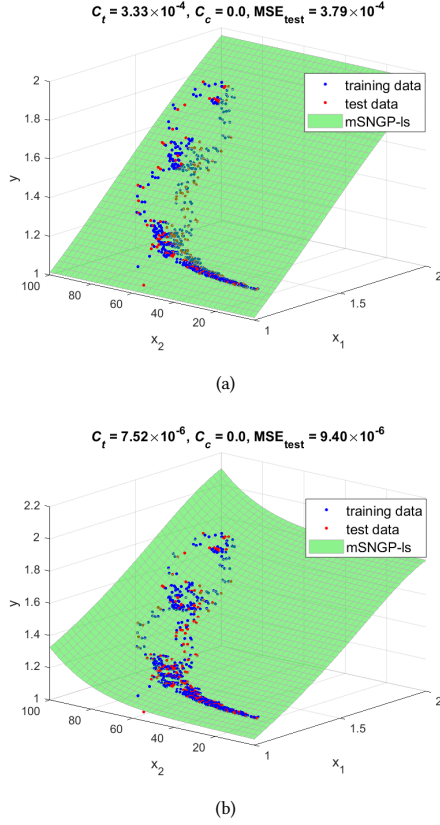 C_t = 3.33×10^-4, C_c = 0.0, MSE_test = 3.79×10^-4
training data
test data
mSNGP-ls
2
1.8
1.6
1.4
1.2
1
y
100
80
60
40
20
x_2
1
1.5
2
x_1
(a)
C_t = 7.52×10^-6, C_c = 0.0, MSE_test = 9.40×10^-6
training data
test data
mSNGP-ls
2.2
2
1.8
1.6
1.4
1.2
1
y
100
80
60
40
20
x_2
1
1.5
2
x_1
(b)